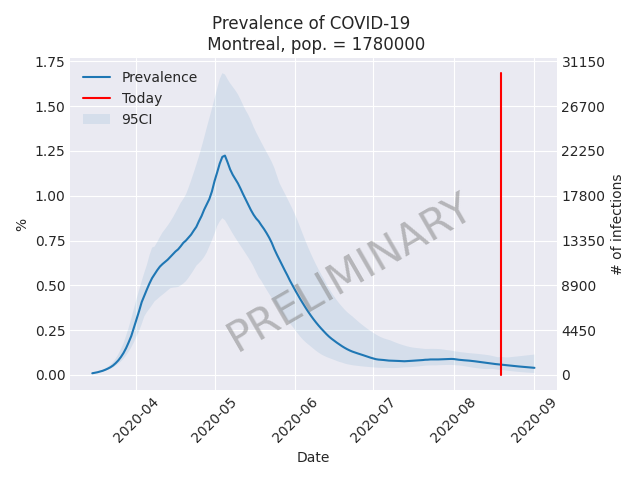 Prevalence of COVID-19
Montreal, pop. = 1780000
1.75
1.50
1.25
1.00
0.75
0.50
0.25
0.00
%
Prevalence
Today
95CI
PRELIMINARY
31150
26700
22250
17800
13350
8900
4450
0
# of infections
2020-04
2020-05
2020-06
2020-07
2020-08
2020-09
Date